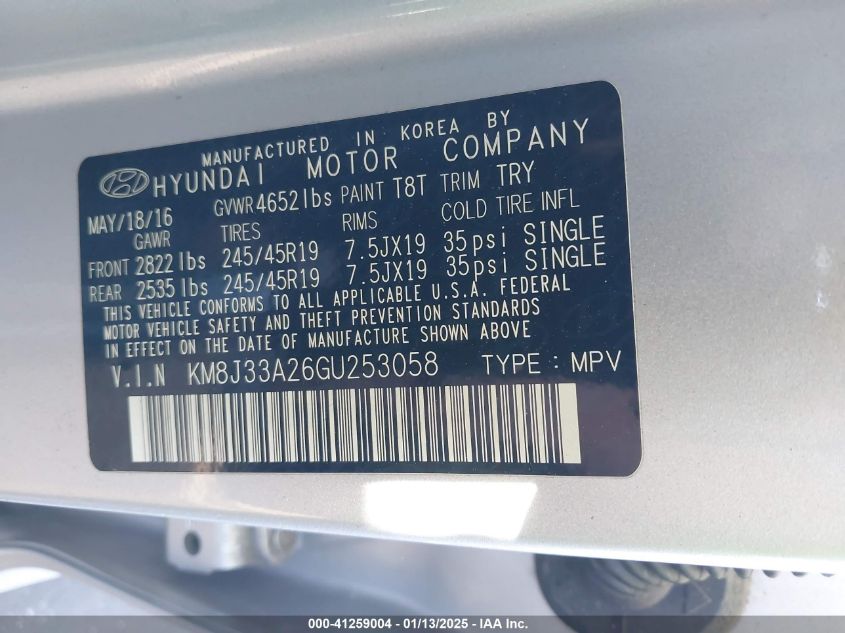 MANUFACTURED IN KOREA BY
HYUNDAI MOTOR COMPANY
MAY/18/16 GVWR 4652 lbs PAINT T8T TRIM TRY
GAWR TIRES RIMS COLD TIRE INFL
FRONT 2822 lbs 245/45R19 7.5JX19 35psi SINGLE
REAR 2535 lbs 245/45R19 7.5JX19 35psi SINGLE
THIS VEHICLE CONFORMS TO ALL APPLICABLE U.S.A. FEDERAL
MOTOR VEHICLE SAFETY AND THEFT PREVENTION STANDARDS
IN EFFECT ON THE DATE OF MANUFACTURE SHOWN ABOVE
V.I.N KM8J33A26GU253058 TYPE : MPV
000-41259004 - 01/13/2025 - IAA Inc.